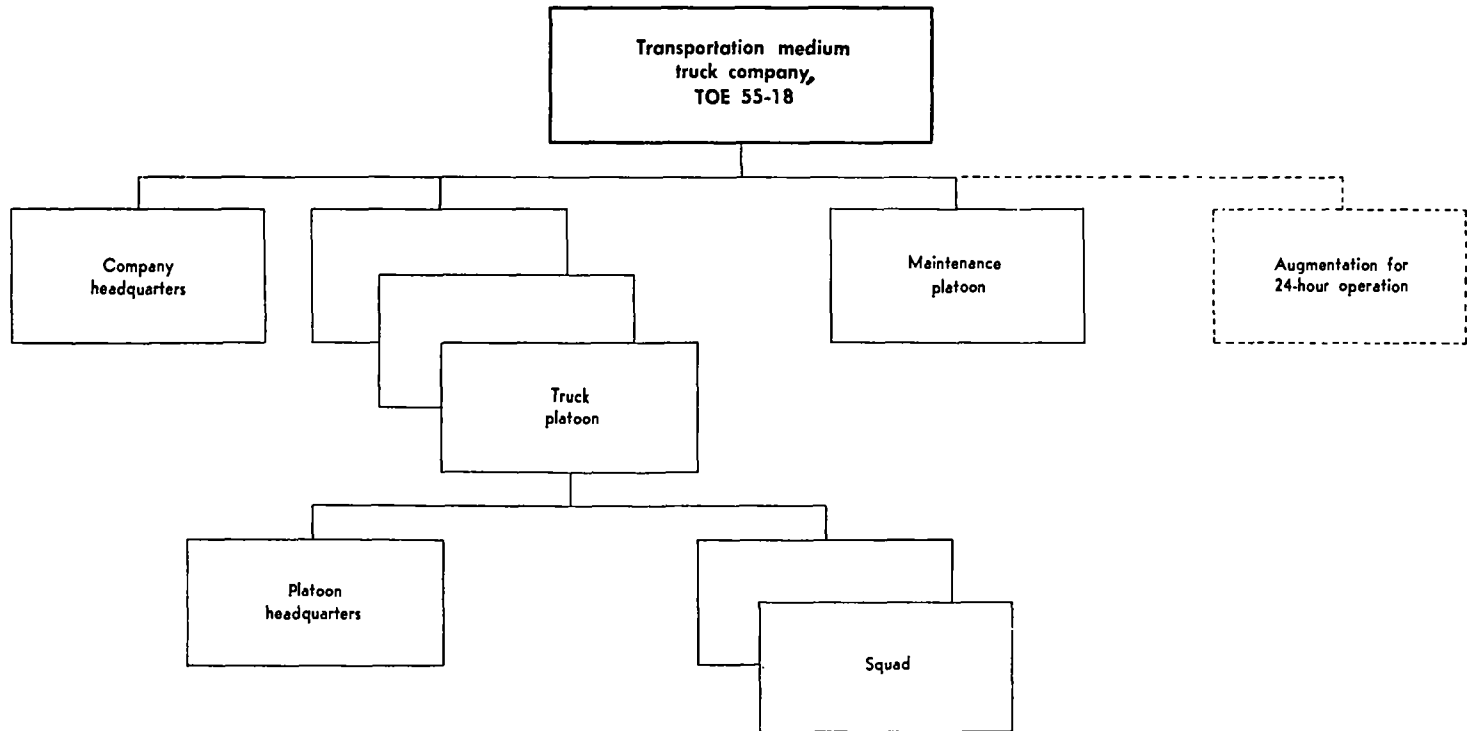 Transportation medium
truck company,
TOE 55-18
Company
headquarters
Maintenance
platoon
Augmentation for
24-hour operation
Truck
platoon
Platoon
headquarters
Squad